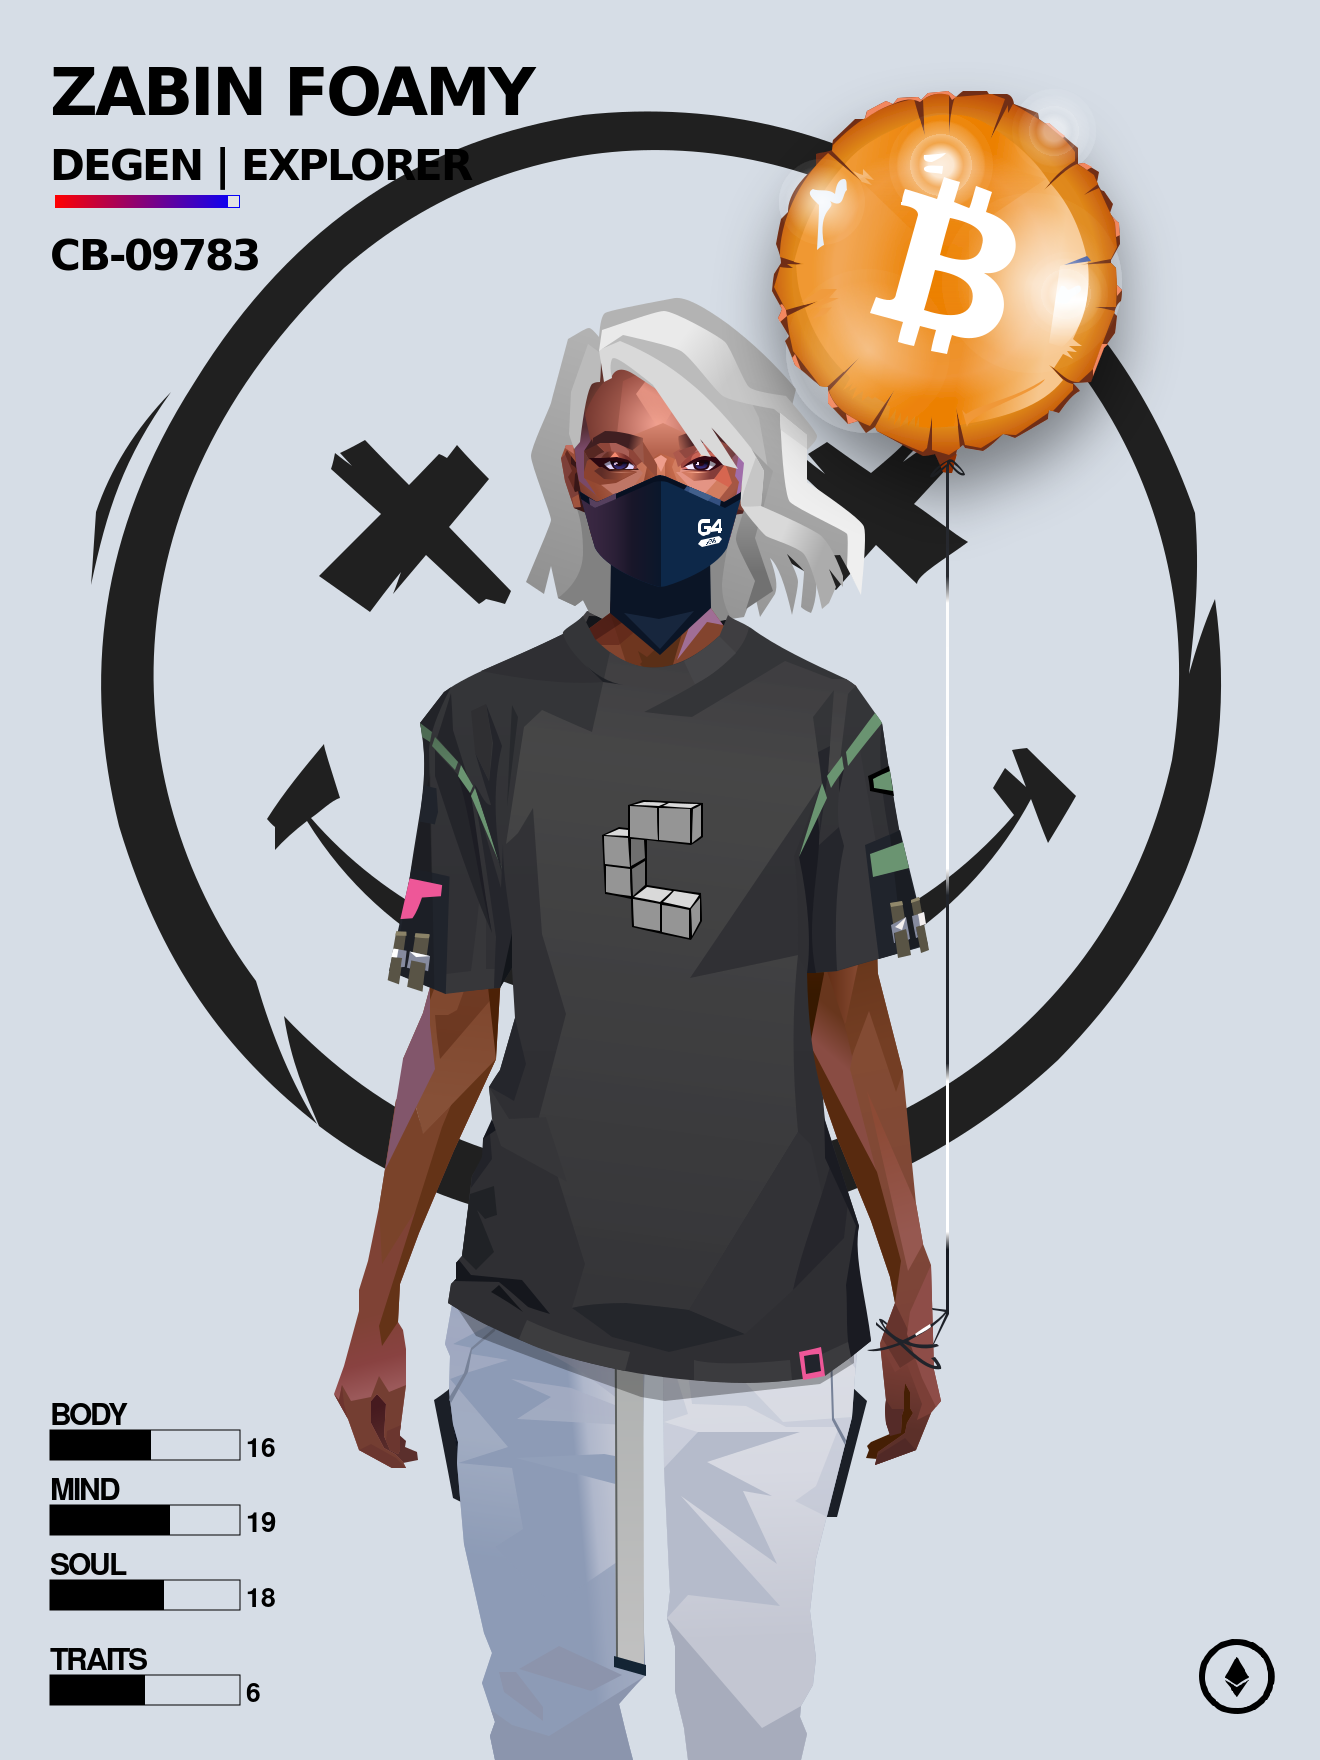 ZABIN FOAMY
DEGEN | EXPLORER
CB-09783
G4
BODY
16
MIND
19
SOUL
18
TRAITS
6